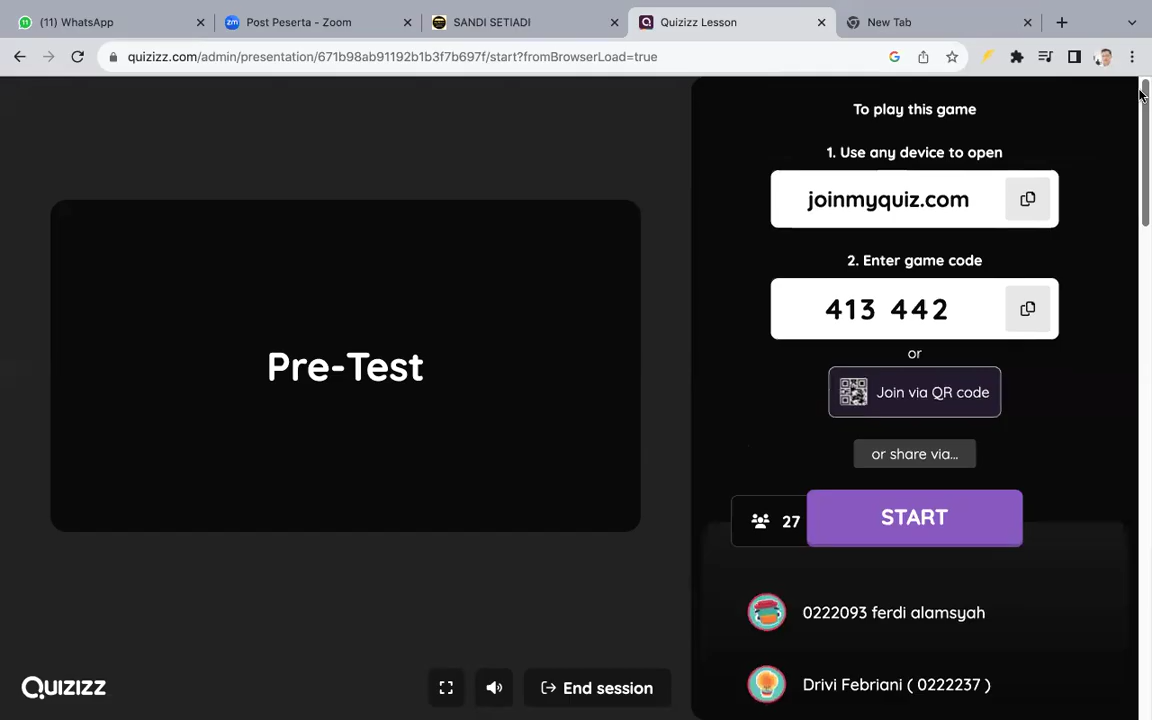 (11) WhatsApp
Post Peserta - Zoom
SANDI SETIADI
Quizizz Lesson
New Tab
quizizz.com/admin/presentation/671b98ab91192b1b3f7b697f/start?fromBrowserLoad=true
To play this game
1. Use any device to open
joinmyquiz.com
2. Enter game code
413 442
or
Join via QR code
or share via...
27
START
0222093 ferdi alamsyah
Drivi Febriani ( 0222237 )
Pre-Test
Quizizz
End session